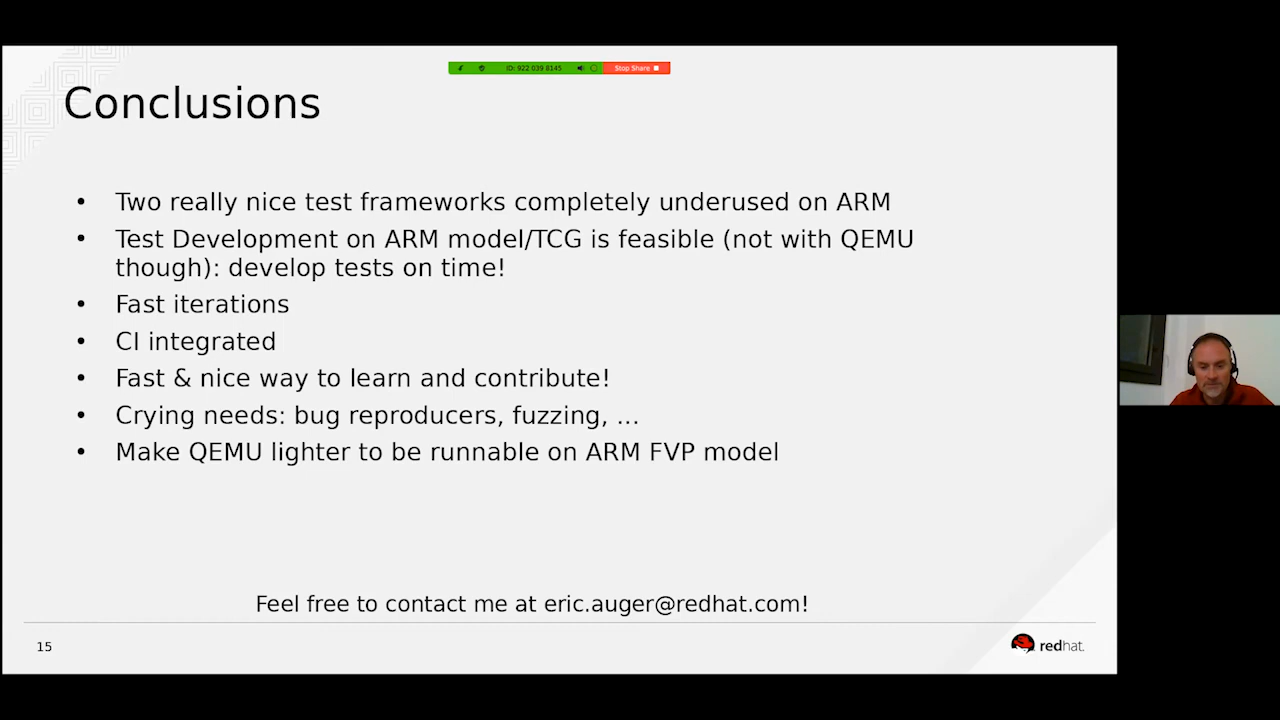 ID: 922 039 8145 Stop Share
Conclusions
• Two really nice test frameworks completely underused on ARM
• Test Development on ARM model/TCG is feasible (not with QEMU
though): develop tests on time!
• Fast iterations
• CI integrated
• Fast & nice way to learn and contribute!
• Crying needs: bug reproducers, fuzzing, ...
• Make QEMU lighter to be runnable on ARM FVP model
Feel free to contact me at eric.auger@redhat.com!
15
redhat.